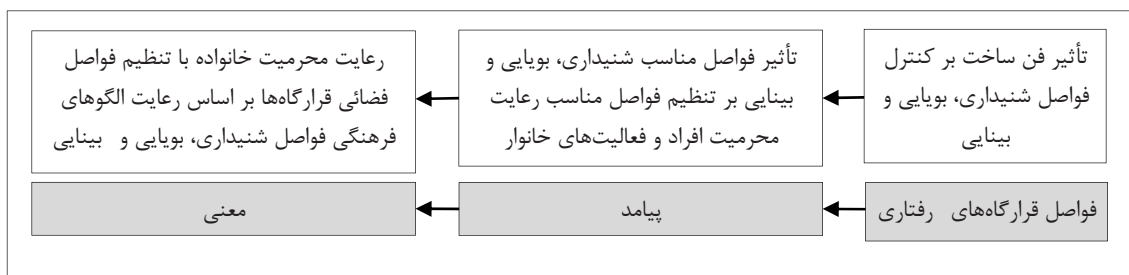 تأثیر فن ساخت بر کنترل
فواصل شنیداری، بویایی و
بینایی
تأثیر فواصل مناسب شنیداری، بویایی و
بینایی بر تنظیم فواصل مناسب رعایت
محرمیت افراد و فعالیت‌های خانوار
رعایت محرمیت خانواده با تنظیم فواصل
فضائی قرارگاه‌ها بر اساس رعایت الگوهای
فرهنگی فواصل شنیداری، بویایی و بینایی
فواصل قرارگاه‌های رفتاری
پیامد
معنی